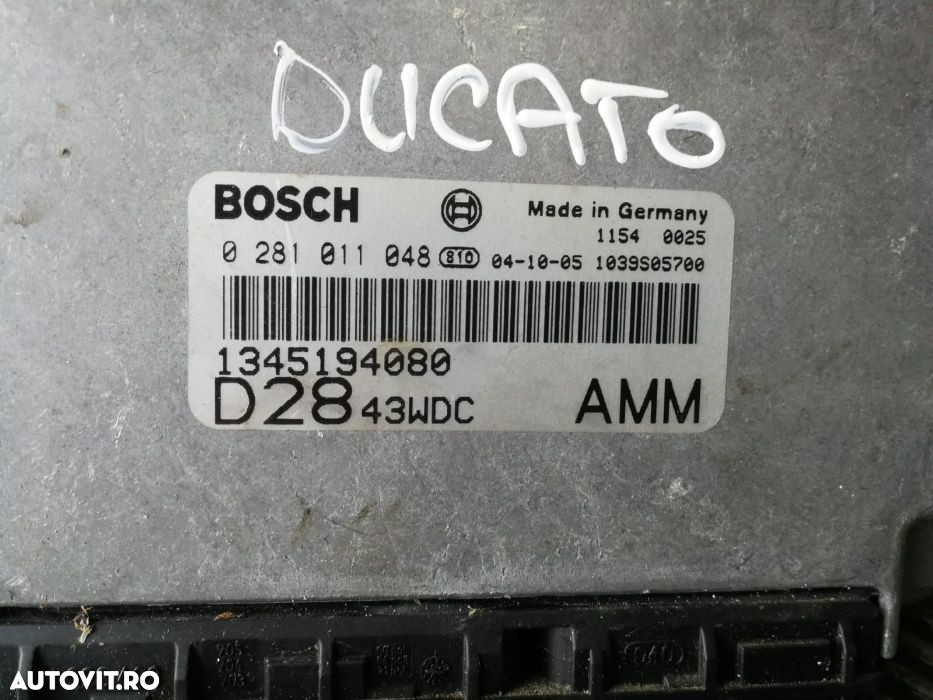 DUCATO
BOSCH Made in Germany
1154 0025
0 281 011 048 810 04-10-05 1039S05700
1345194080
D28 43WDC AMM
040
AUTOVIT.RO